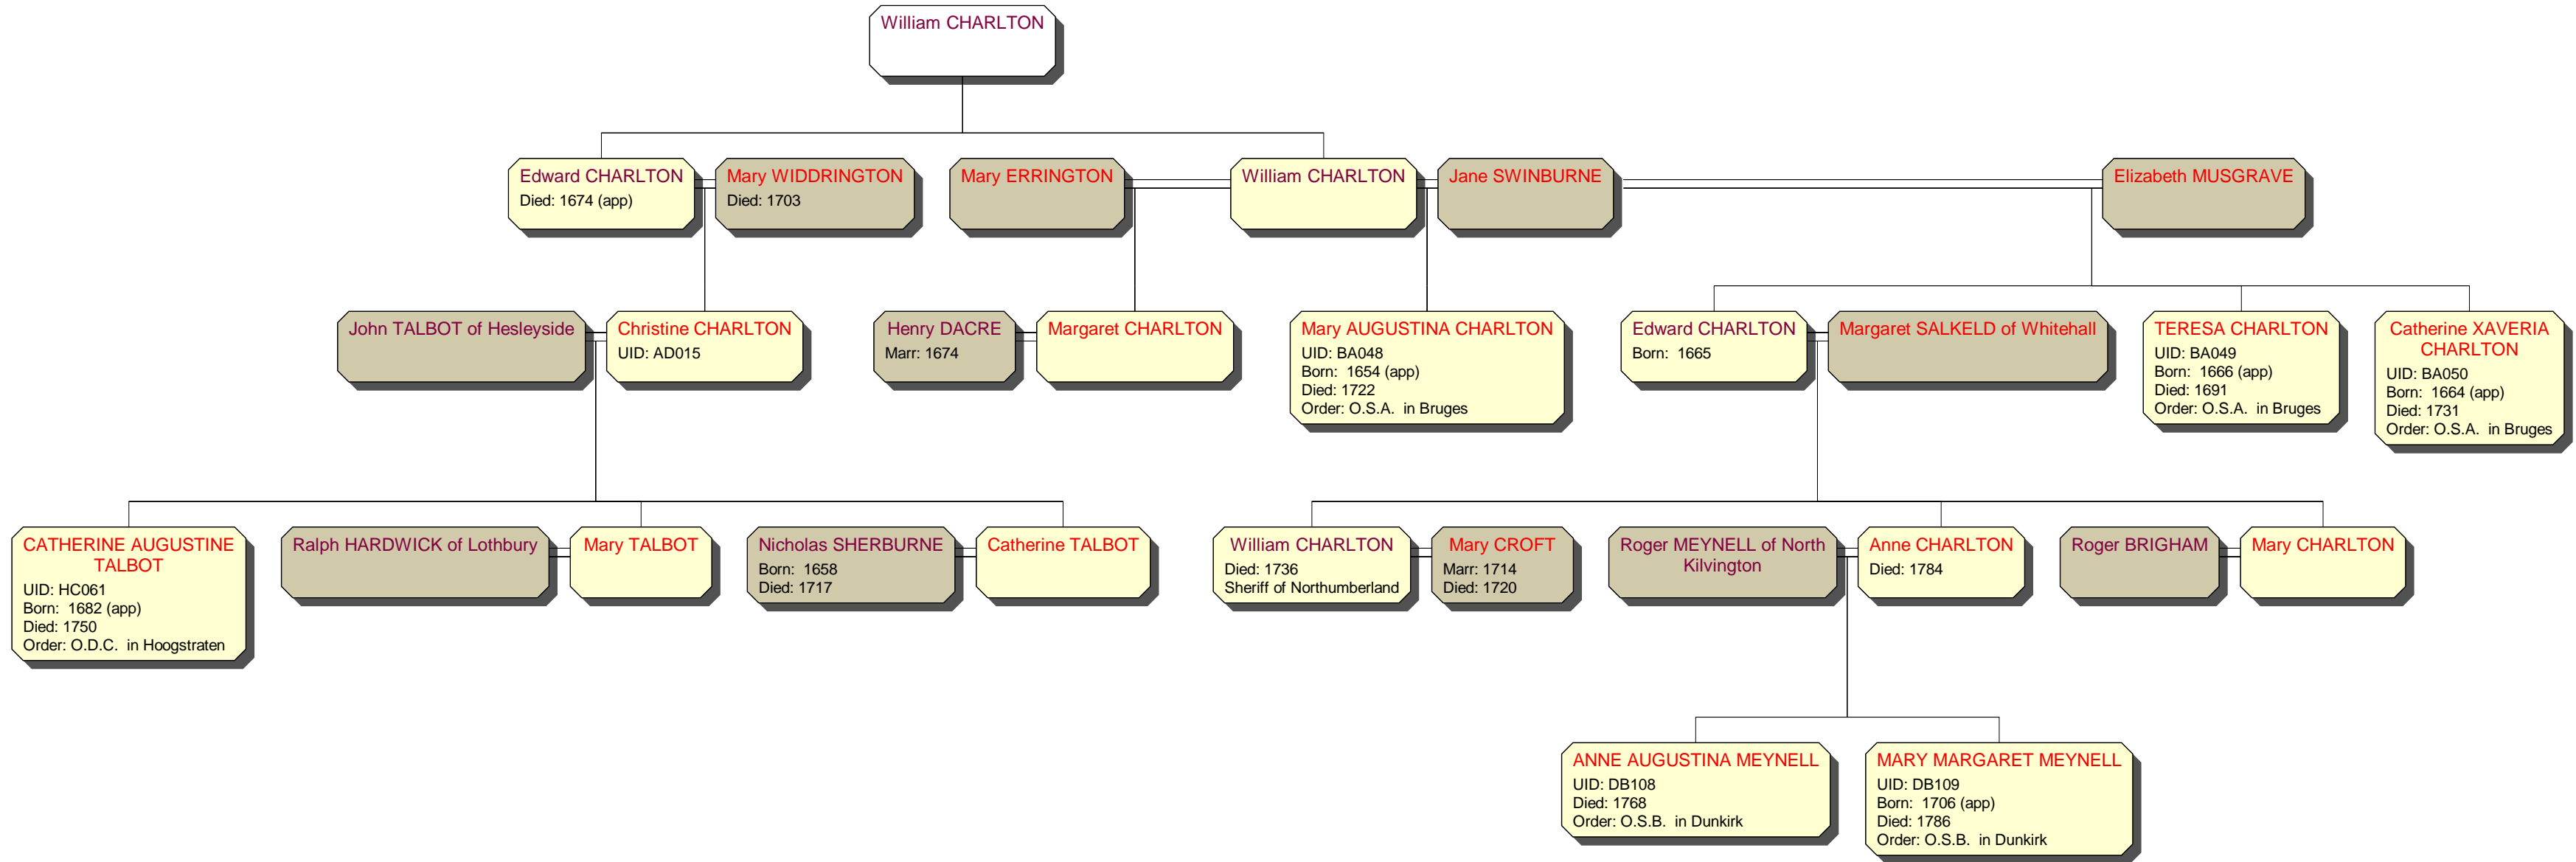 William CHARLTON
Edward CHARLTON
Died: 1674 (app)
Mary WIDDRINGTON
Died: 1703
Mary ERRINGTON
William CHARLTON
Jane SWINBURNE
Elizabeth MUSGRAVE
John TALBOT of Hesleyside
Christine CHARLTON
UID: AD015
Henry DACRE
Marr: 1674
Margaret CHARLTON
Mary AUGUSTINA CHARLTON
UID: BA048
Born: 1654 (app)
Died: 1722
Order: O.S.A. in Bruges
Edward CHARLTON
Born: 1665
Margaret SALKELD of Whitehall
TERESA CHARLTON
UID: BA049
Born: 1666 (app)
Died: 1691
Order: O.S.A. in Bruges
Catherine XAVERIA
CHARLTON
UID: BA050
Born: 1664 (app)
Died: 1731
Order: O.S.A. in Bruges
CATHERINE AUGUSTINE
TALBOT
UID: HC061
Born: 1682 (app)
Died: 1750
Order: O.D.C. in Hoogstraten
Ralph HARDWICK of Lothbury
Mary TALBOT
Nicholas SHERBURNE
Born: 1658
Died: 1717
Catherine TALBOT
William CHARLTON
Died: 1736
Sheriff of Northumberland
Mary CROFT
Marr: 1714
Died: 1720
Roger MEYNELL of North
Kilvington
Anne CHARLTON
Died: 1784
Roger BRIGHAM
Mary CHARLTON
ANNE AUGUSTINA MEYNELL
UID: DB108
Died: 1768
Order: O.S.B. in Dunkirk
MARY MARGARET MEYNELL
UID: DB109
Born: 1706 (app)
Died: 1786
Order: O.S.B. in Dunkirk